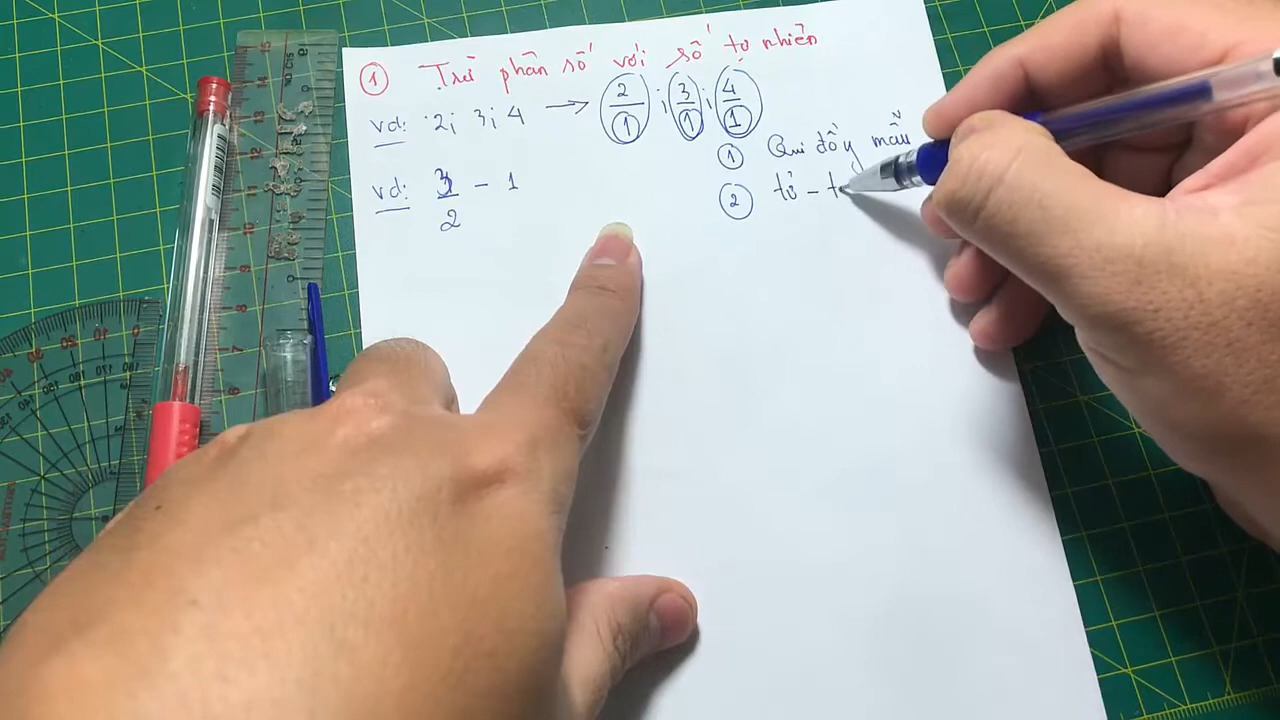 ① Trừ phân số với số tự nhiên
vd: 2; 3; 4 → 2/1; 3/1; 4/1
① Qui đồng mẫu
vd: 3/2 - 1
② tử - t